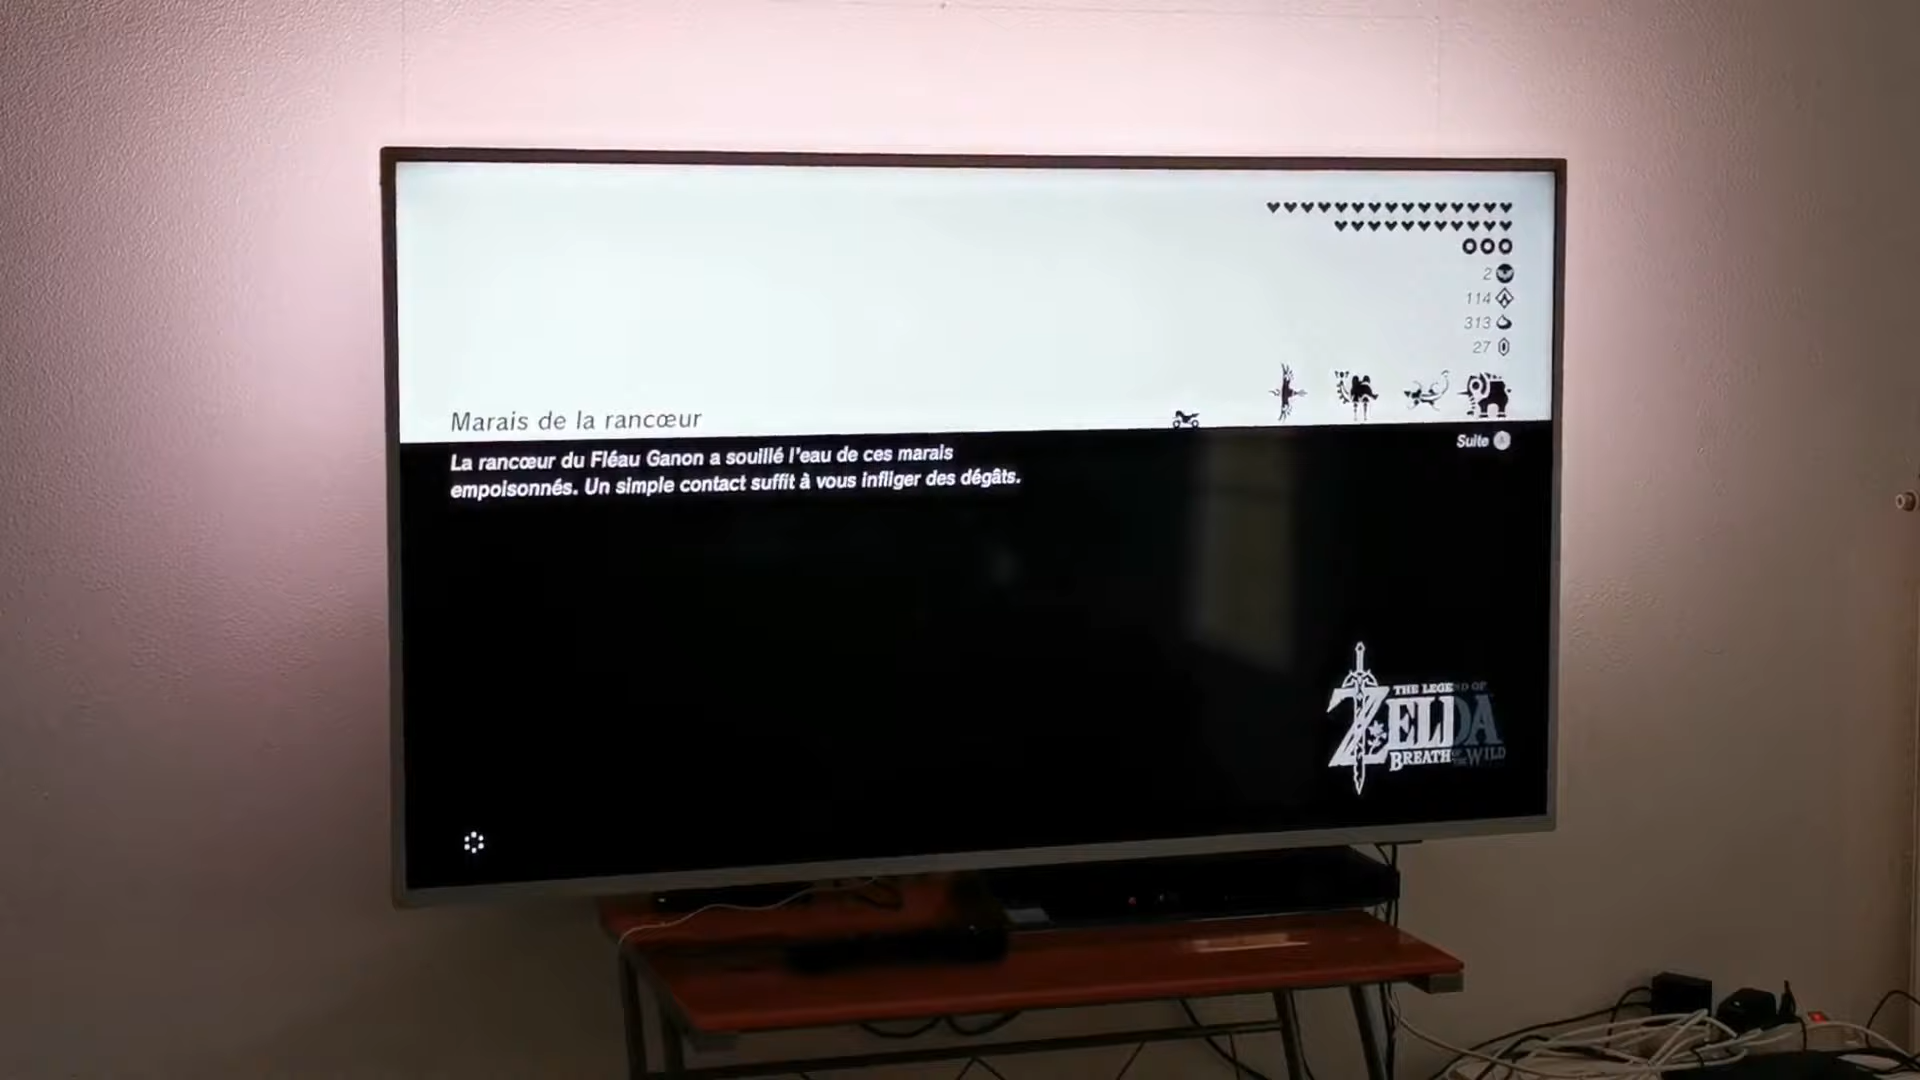 2
114
313
27
Marais de la rancœur
Suite A
La rancœur du Fléau Ganon a souillé l'eau de ces marais
empoisonnés. Un simple contact suffit à vous infliger des dégâts.
THE LEGEND OF
ZELDA
BREATH OF THE WILD